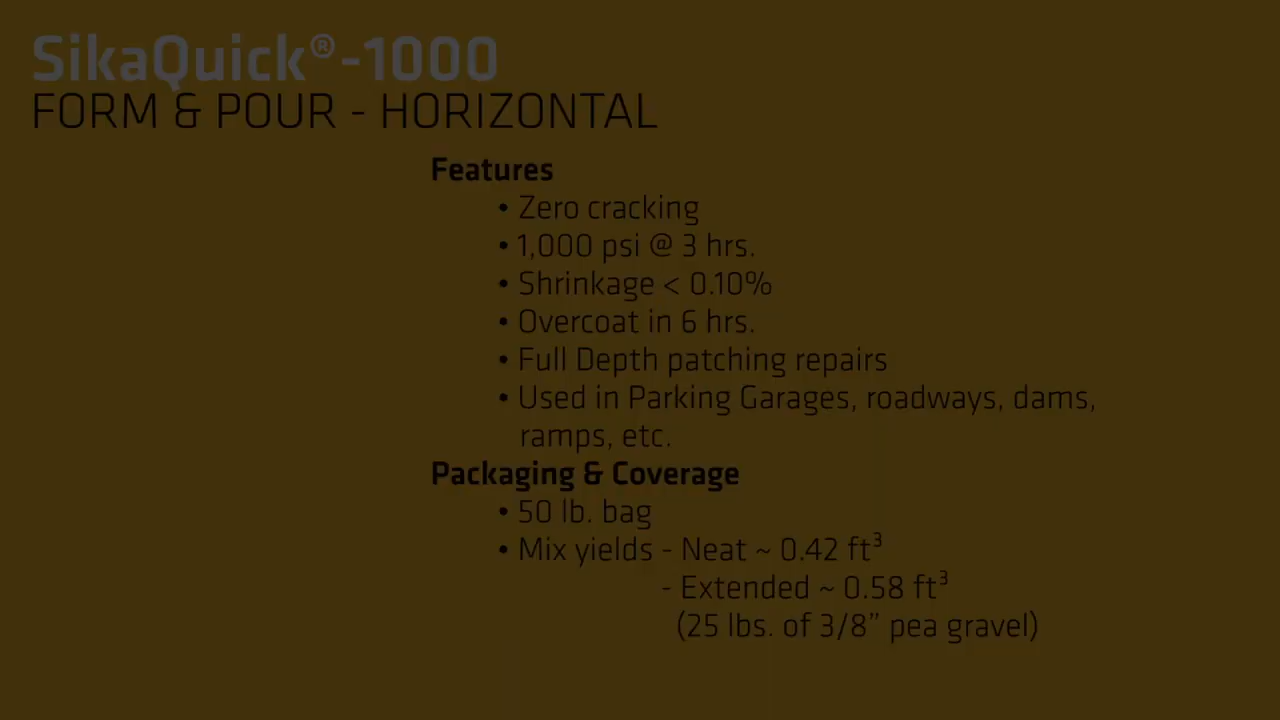 SikaQuick®-1000
FORM & POUR - HORIZONTAL
Features
• Zero cracking
• 1,000 psi @ 3 hrs.
• Shrinkage < 0.10%
• Overcoat in 6 hrs.
• Full Depth patching repairs
• Used in Parking Garages, roadways, dams,
ramps, etc.
Packaging & Coverage
• 50 lb. bag
• Mix yields - Neat ~ 0.42 ft³
- Extended ~ 0.58 ft³
(25 lbs. of 3/8” pea gravel)